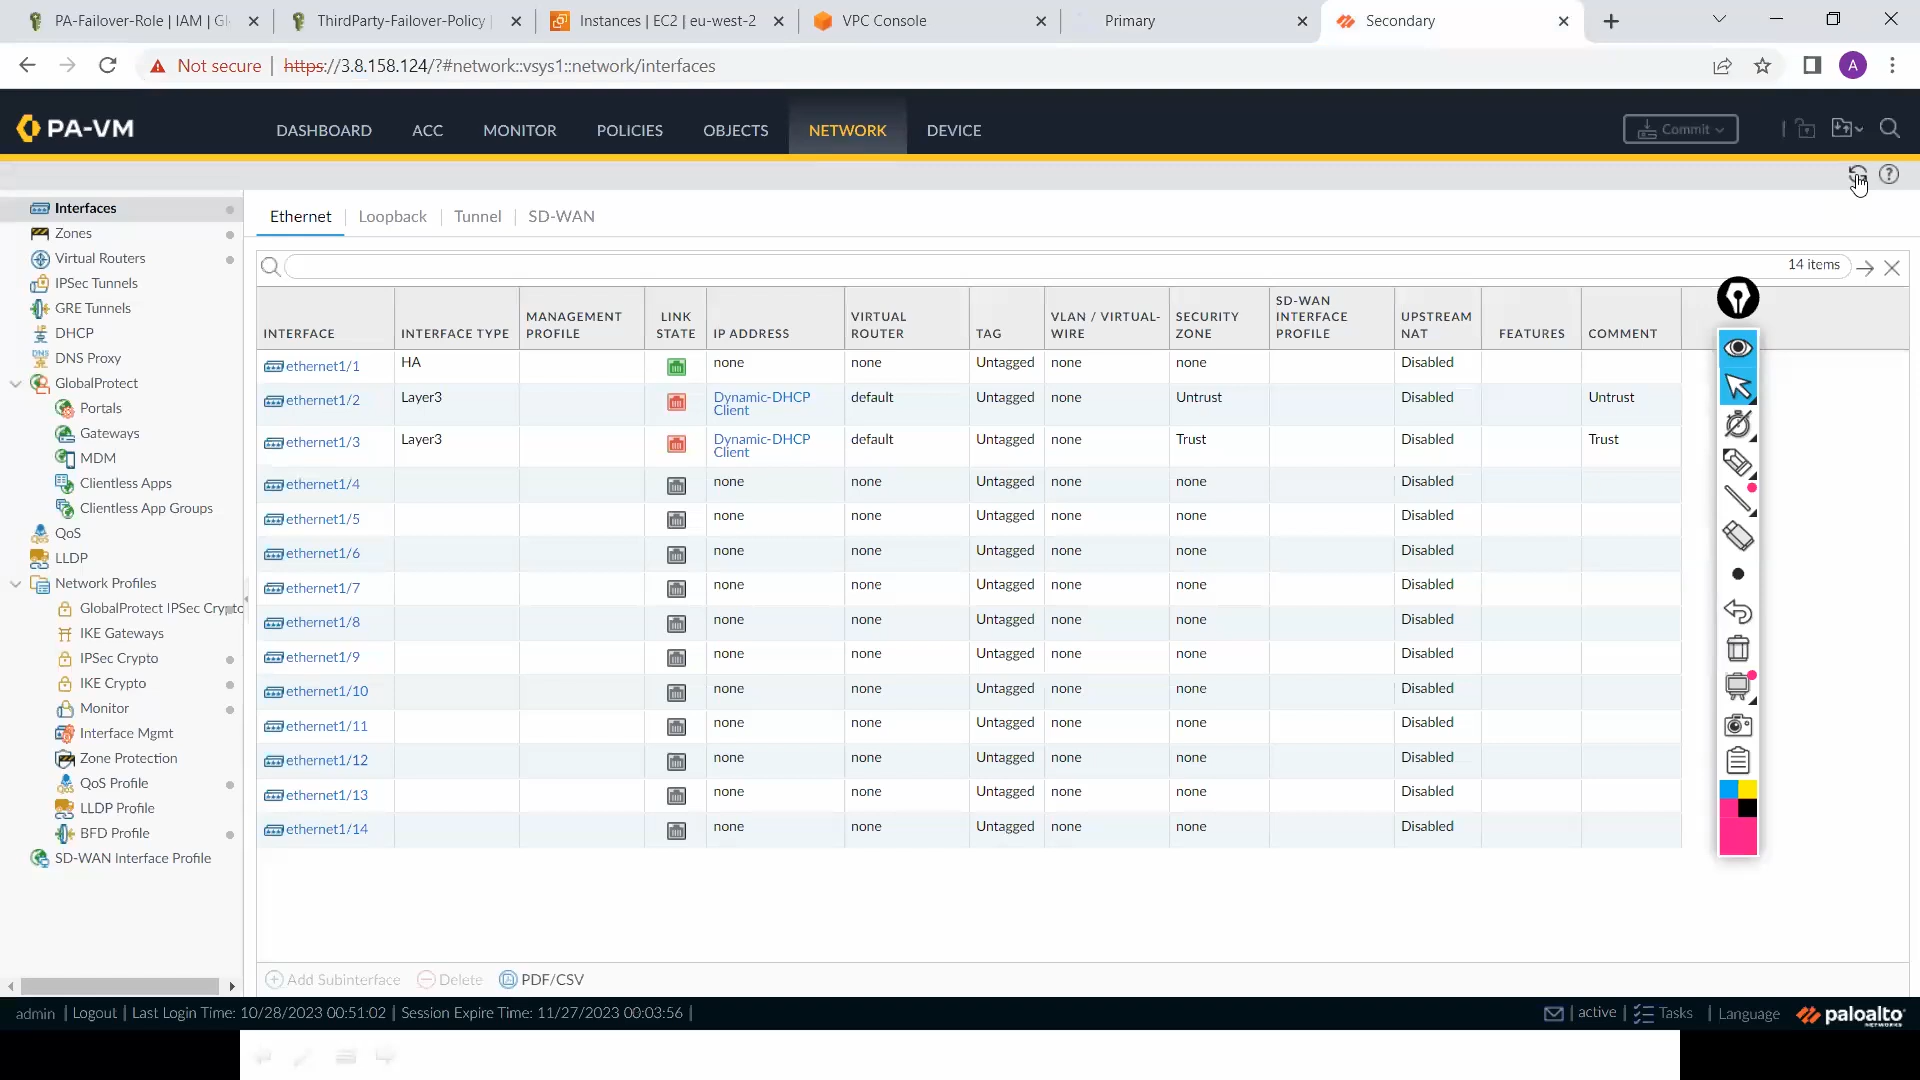 PA-Failover-Role | IAM | Gl
ThirdParty-Failover-Policy |
Instances | EC2 | eu-west-2
VPC Console
Primary
Secondary
Not secure | https://3.8.158.124/?#network::vsys1::network/interfaces
A
PA-VM
DASHBOARD
ACC
MONITOR
POLICIES
OBJECTS
NETWORK
DEVICE
Commit
Interfaces
Zones
Virtual Routers
IPSec Tunnels
GRE Tunnels
DHCP
DNS Proxy
GlobalProtect
Portals
Gateways
MDM
Clientless Apps
Clientless App Groups
QoS
LLDP
Network Profiles
GlobalProtect IPSec Crypto
IKE Gateways
IPSec Crypto
IKE Crypto
Monitor
Interface Mgmt
Zone Protection
QoS Profile
LLDP Profile
BFD Profile
SD-WAN Interface Profile
Ethernet
Loopback
Tunnel
SD-WAN
14 items
INTERFACE INTERFACE TYPE MANAGEMENT PROFILE LINK STATE IP ADDRESS VIRTUAL ROUTER TAG VLAN / VIRTUAL-WIRE SECURITY ZONE SD-WAN INTERFACE PROFILE UPSTREAM NAT FEATURES COMMENT
ethernet1/1 HA none none Untagged none none Disabled
ethernet1/2 Layer3 Dynamic-DHCP Client default Untagged none Untrust Disabled Untrust
ethernet1/3 Layer3 Dynamic-DHCP Client default Untagged none Trust Disabled Trust
ethernet1/4 none none Untagged none none Disabled
ethernet1/5 none none Untagged none none Disabled
ethernet1/6 none none Untagged none none Disabled
ethernet1/7 none none Untagged none none Disabled
ethernet1/8 none none Untagged none none Disabled
ethernet1/9 none none Untagged none none Disabled
ethernet1/10 none none Untagged none none Disabled
ethernet1/11 none none Untagged none none Disabled
ethernet1/12 none none Untagged none none Disabled
ethernet1/13 none none Untagged none none Disabled
ethernet1/14 none none Untagged none none Disabled
Add Subinterface
Delete
PDF/CSV
admin | Logout | Last Login Time: 10/28/2023 00:51:02 | Session Expire Time: 11/27/2023 00:03:56 |
| active | Tasks | Language
paloalto NETWORKS